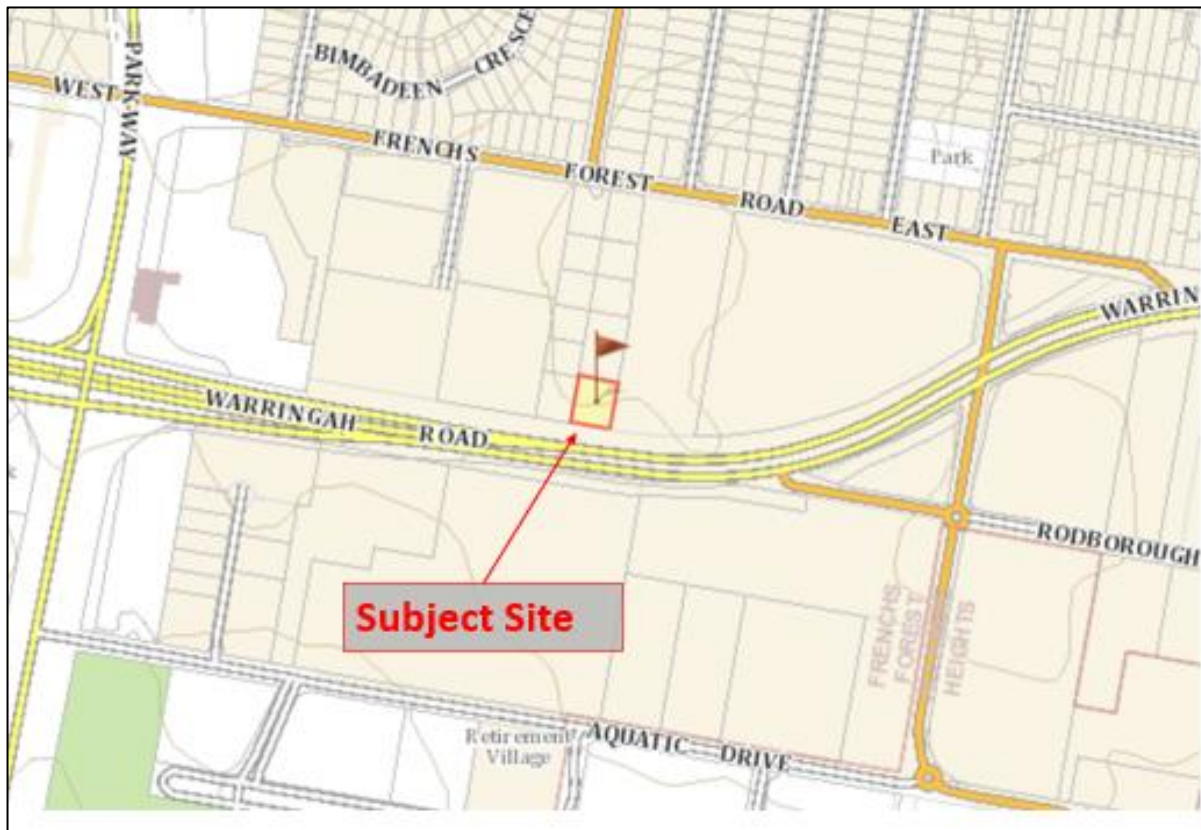 BIMBADEEN CRESCE
PARKWAY
WEST
FRENCHS FOREST ROAD EAST
Park
WARRIN
WARRINGAH ROAD
RODBOROUGH
Subject Site
FRENCHS
FOREST
HEIGHTS
Retirement
Village
AQUATIC DRIVE